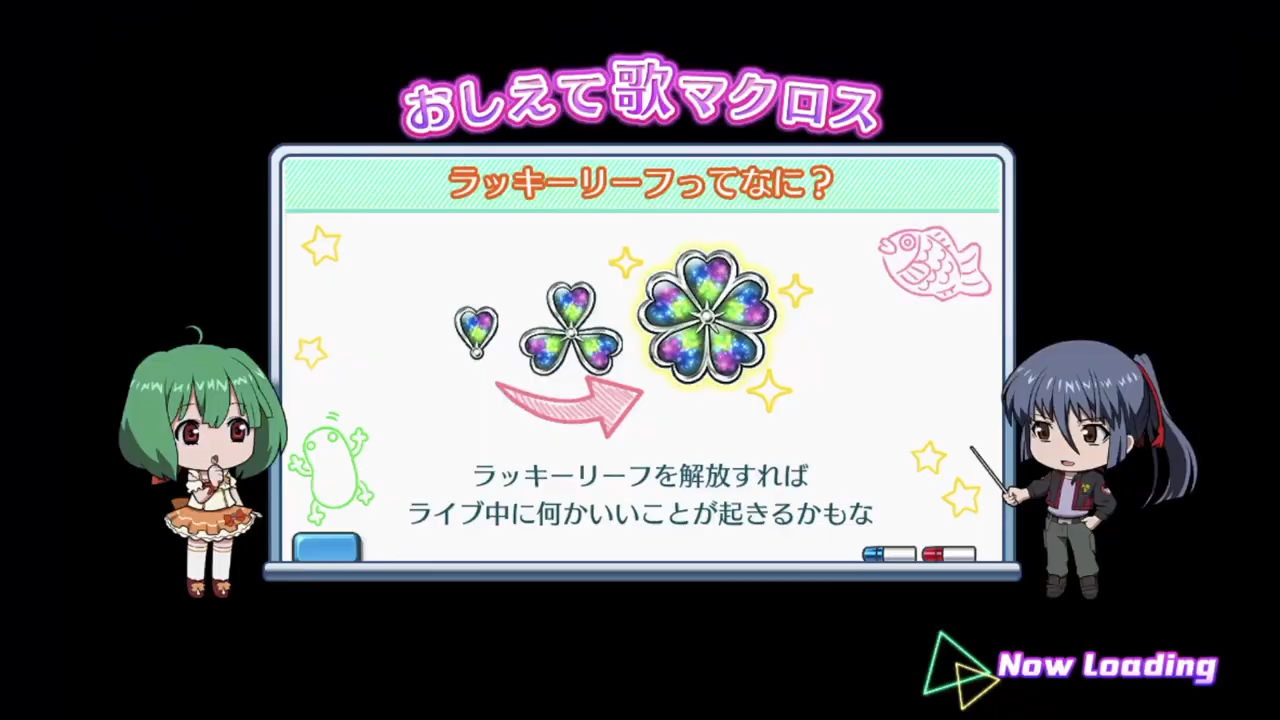 おしえて歌マクロス
ラッキーリーフってなに？
ラッキーリーフを解放すれば
ライブ中に何かいいことが起きるかもな
Now Loading